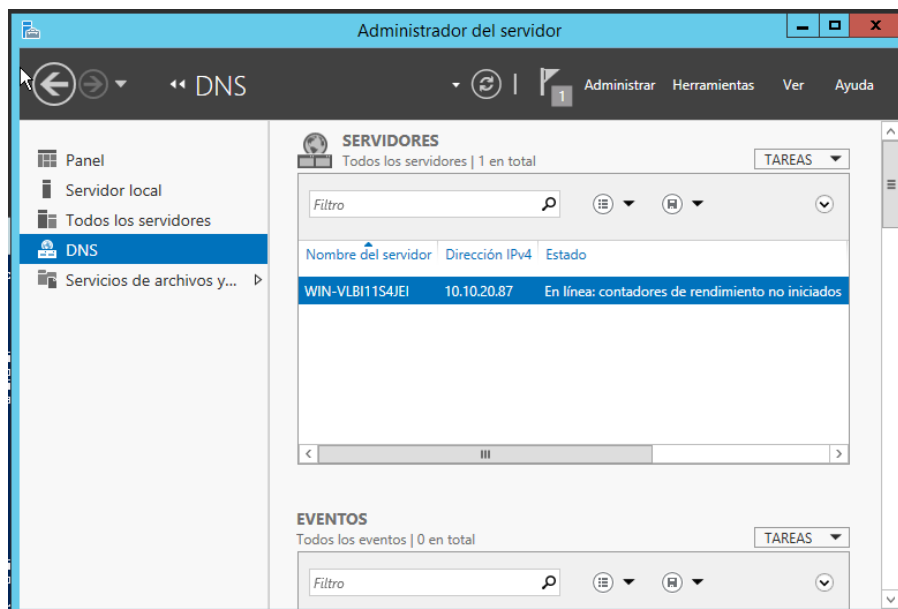 Administrador del servidor
DNS
1
Administrar Herramientas Ver Ayuda
Panel
Servidor local
Todos los servidores
DNS
Servicios de archivos y...
SERVIDORES
Todos los servidores | 1 en total
TAREAS
Filtro
Nombre del servidor Dirección IPv4 Estado
WIN-VLBI11S4JEI 10.10.20.87 En línea: contadores de rendimiento no iniciados
EVENTOS
Todos los eventos | 0 en total
TAREAS
Filtro